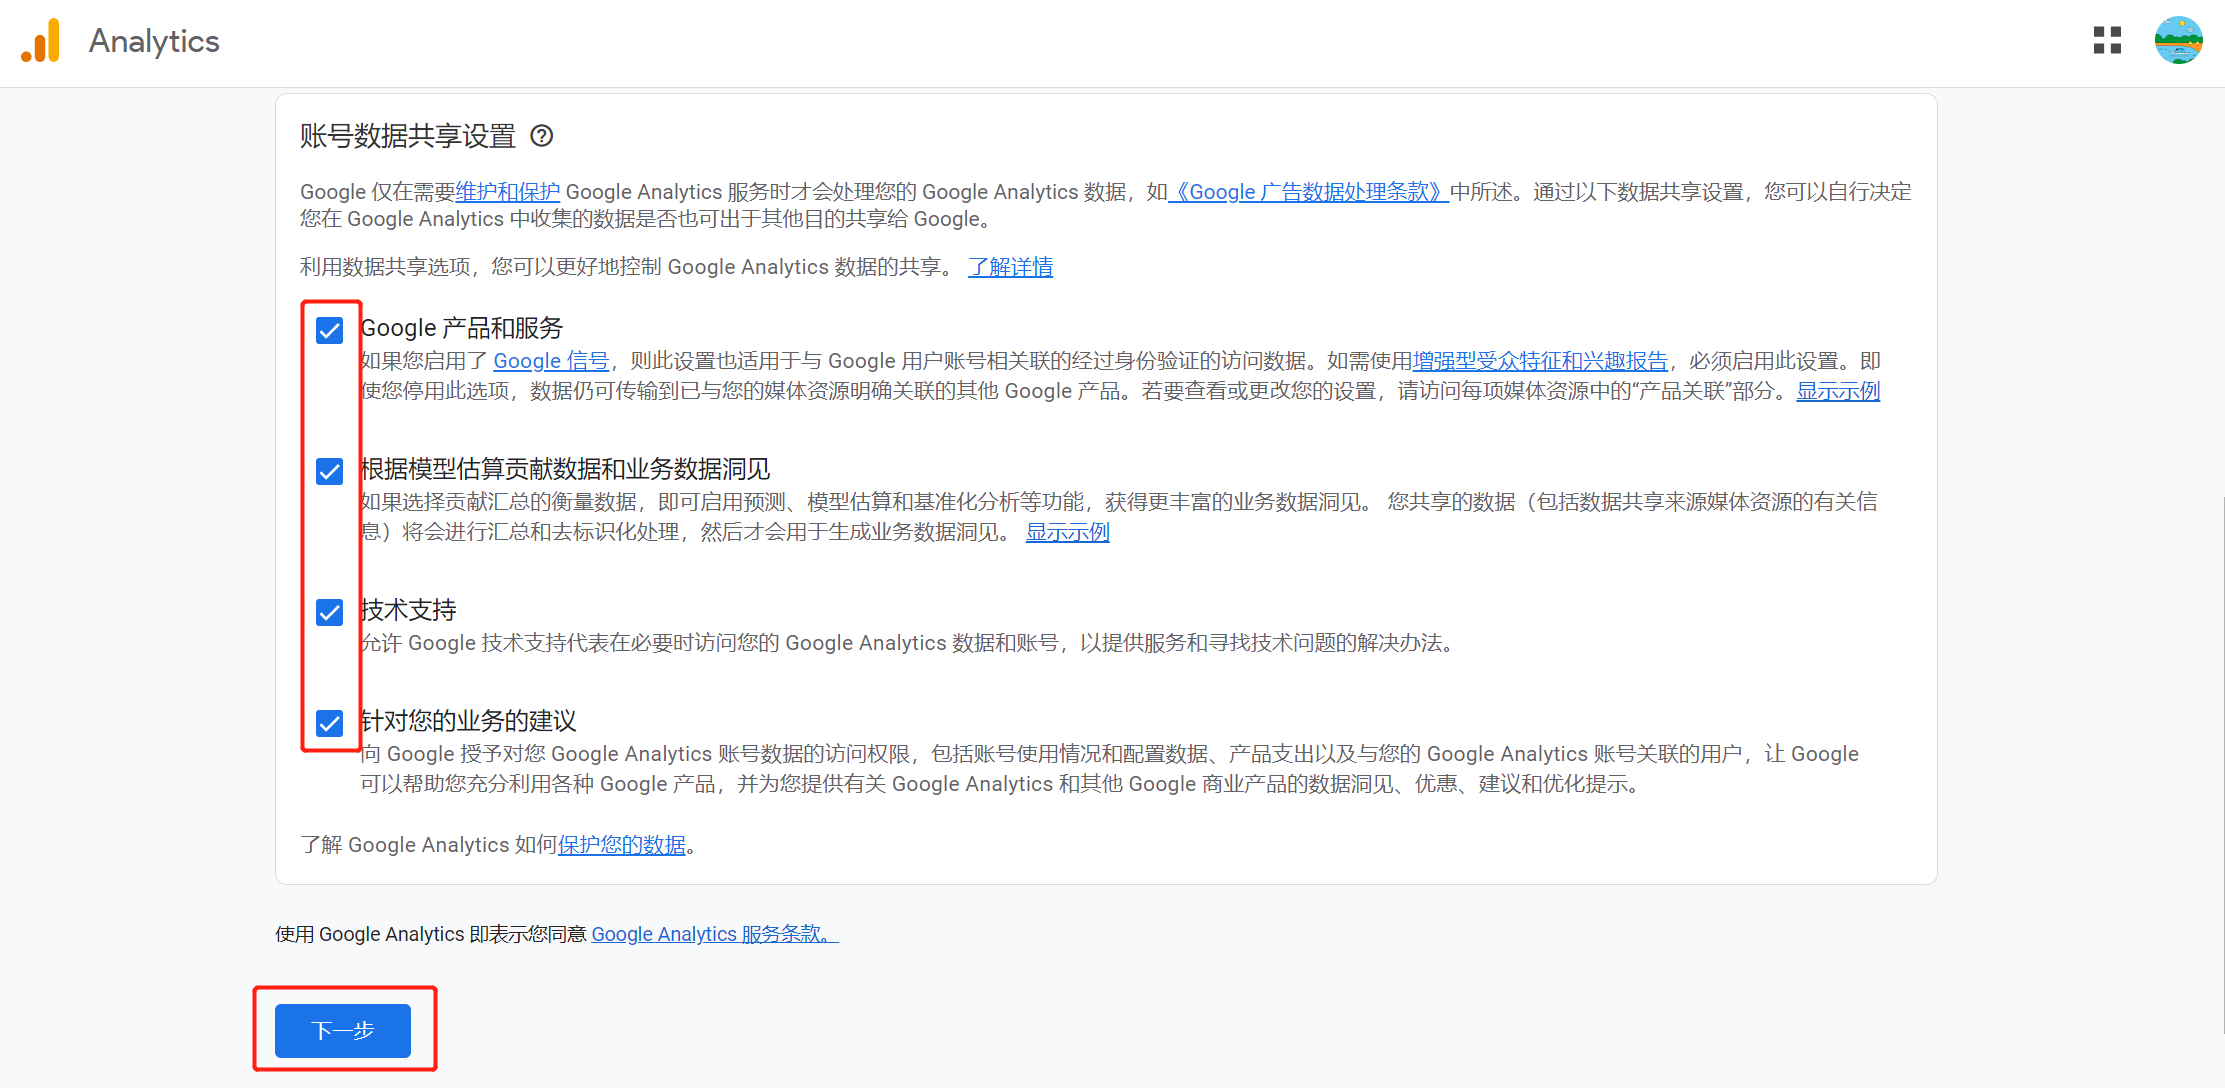 Analytics
账号数据共享设置
Google 仅在需要维护和保护 Google Analytics 服务时才会处理您的 Google Analytics 数据，如《Google 广告数据处理条款》中所述。通过以下数据共享设置，您可以自行决定
您在 Google Analytics 中收集的数据是否也可出于其他目的共享给 Google。
利用数据共享选项，您可以更好地控制 Google Analytics 数据的共享。 了解详情
Google 产品和服务
如果您启用了 Google 信号，则此设置也适用于与 Google 用户账号相关联的经过身份验证的访问数据。如需使用增强型受众特征和兴趣报告，必须启用此设置。即
使您停用此选项，数据仍可传输到已与您的媒体资源明确关联的其他 Google 产品。若要查看或更改您的设置，请访问每项媒体资源中的“产品关联”部分。 显示示例
根据模型估算贡献数据和业务数据洞见
如果选择贡献汇总的衡量数据，即可启用预测、模型估算和基准化分析等功能，获得更丰富的业务数据洞见。 您共享的数据（包括数据共享来源媒体资源的有关信
息）将会进行汇总和去标识化处理，然后才会用于生成业务数据洞见。 显示示例
技术支持
允许 Google 技术支持代表在必要时访问您的 Google Analytics 数据和账号，以提供服务和寻找技术问题的解决办法。
针对您的业务的建议
向 Google 授予对您 Google Analytics 账号数据的访问权限，包括账号使用情况和配置数据、产品支出以及与您的 Google Analytics 账号关联的用户，让 Google
可以帮助您充分利用各种 Google 产品，并为您提供有关 Google Analytics 和其他 Google 商业产品的数据洞见、优惠、建议和优化提示。
了解 Google Analytics 如何保护您的数据。
使用 Google Analytics 即表示您同意 Google Analytics 服务条款。
下一步